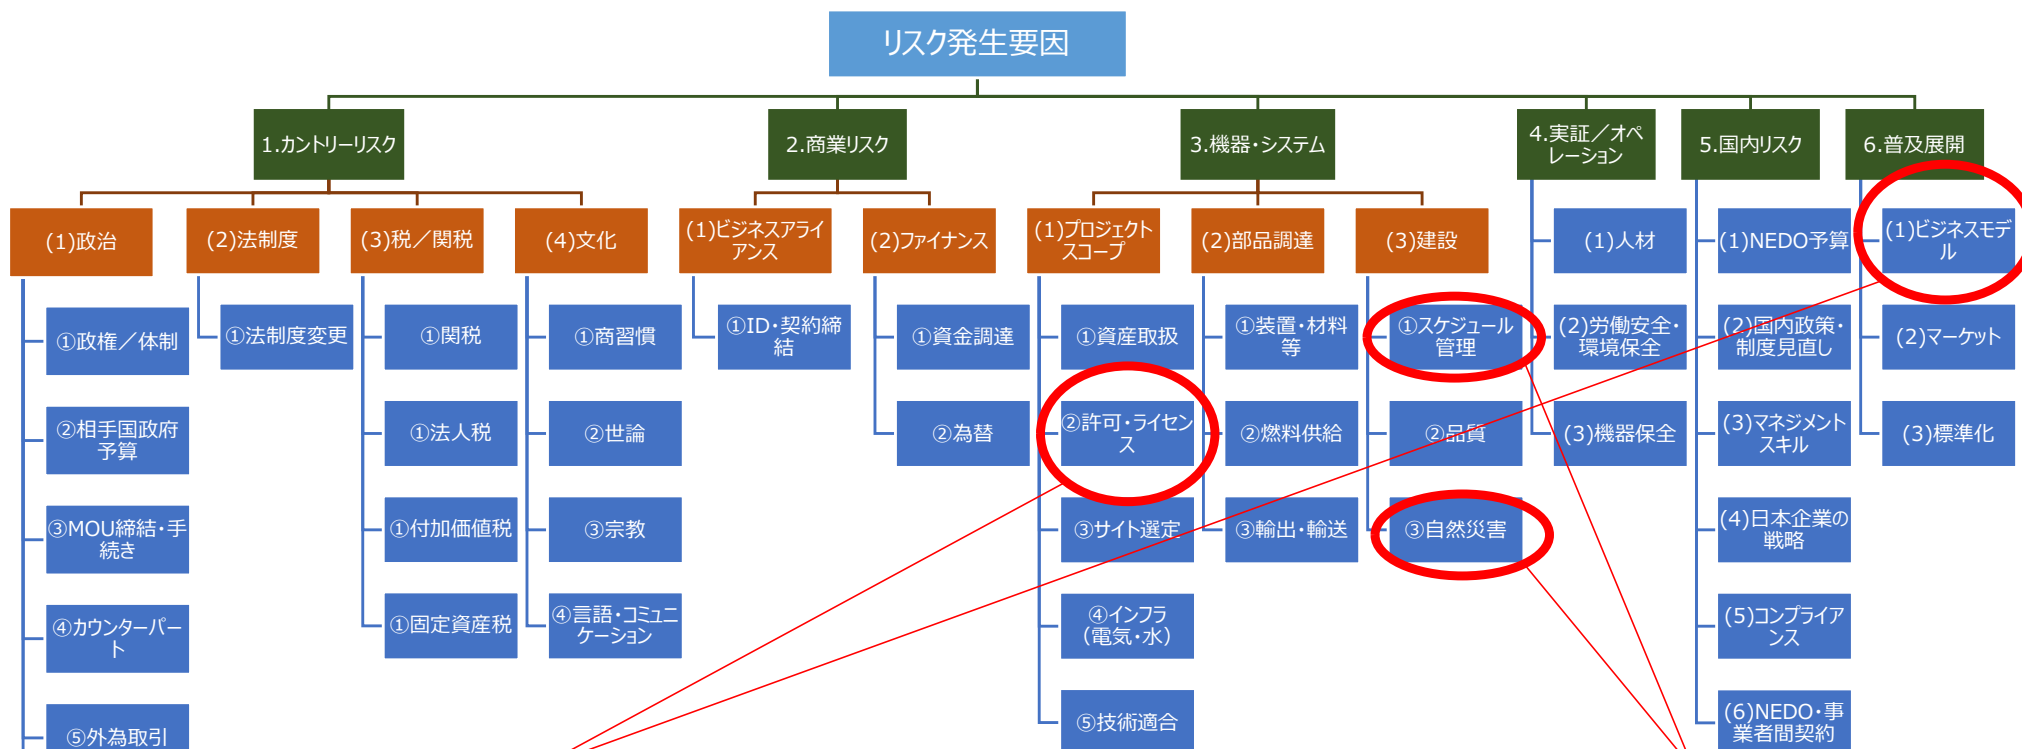 リスク発生要因
1.カントリーリスク
2.商業リスク
3.機器・システム
4.実証／オペ
レーション
5.国内リスク
6.普及展開
(1)政治
(2)法制度
(3)税／関税
(4)文化
(1)ビジネスアライ
アンス
(2)ファイナンス
(1)プロジェクト
スコープ
(2)部品調達
(3)建設
(1)人材
(1)NEDO予算
(1)ビジネスモデ
ル
①政権／体制
①法制度変更
①関税
①商習慣
①ID・契約締
結
①資金調達
①資産取扱
①装置・材料
等
①スケジュール
管理
(2)労働安全・
環境保全
(2)国内政策・
制度見直し
(2)マーケット
②相手国政府
予算
①法人税
②世論
②為替
②許可・ライセン
ス
②燃料供給
②品質
(3)機器保全
(3)マネジメント
スキル
(3)標準化
③MOU締結・手
続き
①付加価値税
③宗教
③サイト選定
③輸出・輸送
③自然災害
(4)日本企業の
戦略
④カウンターパー
ト
①固定資産税
④言語・コミュニ
ケーション
④インフラ
（電気・水）
(5)コンプライア
ンス
⑤外為取引
⑤技術適合
(6)NEDO・事
業者間契約